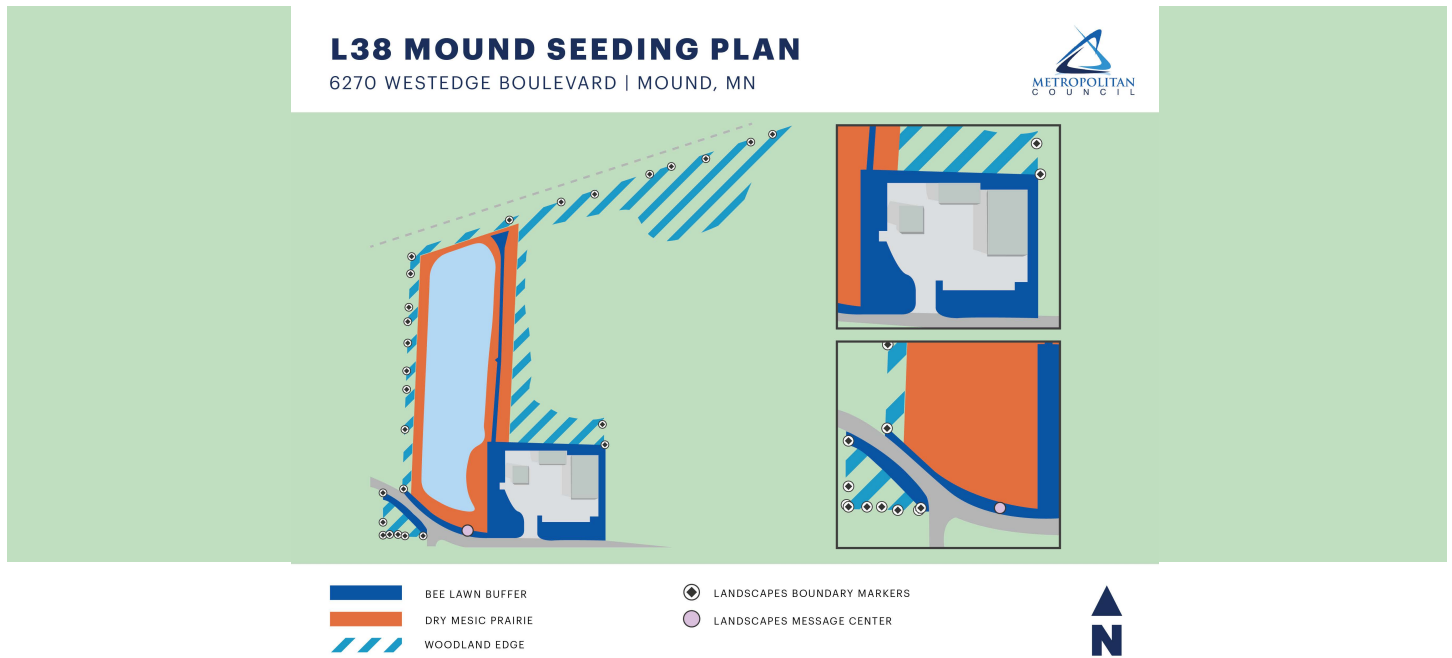 L38 MOUND SEEDING PLAN
6270 WESTEDGE BOULEVARD | MOUND, MN
METROPOLITAN
COUNCIL
BEE LAWN BUFFER
DRY MESIC PRAIRIE
WOODLAND EDGE
LANDSCAPES BOUNDARY MARKERS
LANDSCAPES MESSAGE CENTER
N